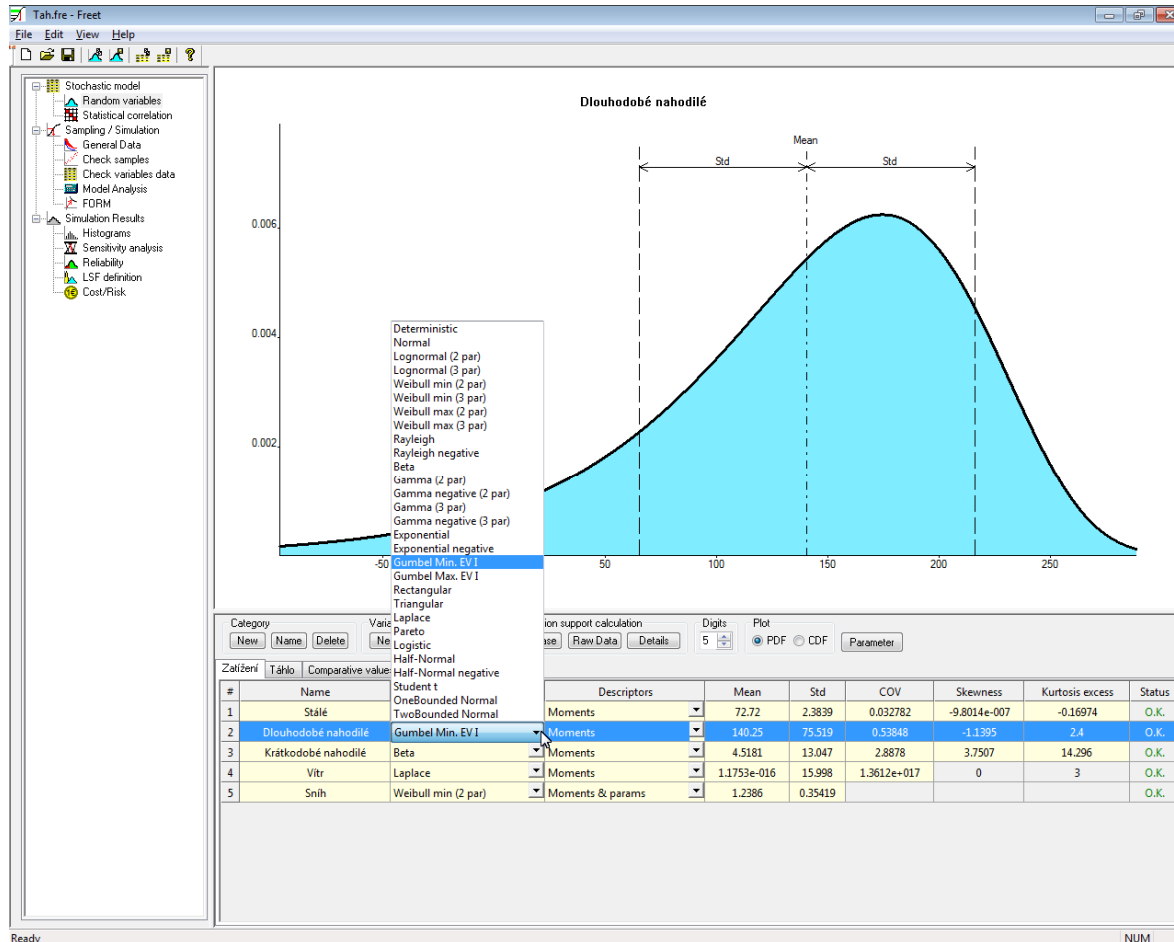 Tah.fre - Freet
File Edit View Help
Stochastic model
Random variables
Statistical correlation
Sampling / Simulation
General Data
Check samples
Check variables data
Model Analysis
FORM
Simulation Results
Histograms
Sensitivity analysis
Reliability
LSF definition
Cost/Risk
Dlouhodobé nahodilé
Mean
Std Std
0.006
0.004
0.002
-50 50 100 150 200 250
Deterministic
Normal
Lognormal (2 par)
Lognormal (3 par)
Weibull min (2 par)
Weibull min (3 par)
Weibull max (2 par)
Weibull max (3 par)
Rayleigh
Rayleigh negative
Beta
Gamma (2 par)
Gamma negative (2 par)
Gamma (3 par)
Gamma negative (3 par)
Exponential
Exponential negative
Gumbel Min. EV I
Gumbel Max. EV I
Rectangular
Triangular
Laplace
Pareto
Logistic
Half-Normal
Half-Normal negative
Student t
OneBounded Normal
TwoBounded Normal
Category support calculation Digits Plot
New Name Delete Raw Data Details 5 PDF CDF Parameter
Zatížení Táhlo Comparative value
# Name Descriptors Mean Std COV Skewness Kurtosis excess Status
1 Stálé Moments 72.72 2.3839 0.032782 -9.8014e-007 -0.16974 O.K.
2 Dlouhodobé nahodilé Gumbel Min. EV I Moments 140.25 75.519 0.53848 -1.1395 2.4 O.K.
3 Krátkodobé nahodilé Beta Moments 4.5181 13.047 2.8878 3.7507 14.296 O.K.
4 Vítr Laplace Moments 1.1753e-016 15.998 1.3612e+017 0 3 O.K.
5 Sníh Weibull min (2 par) Moments & params 1.2386 0.35419 O.K.
Ready NUM